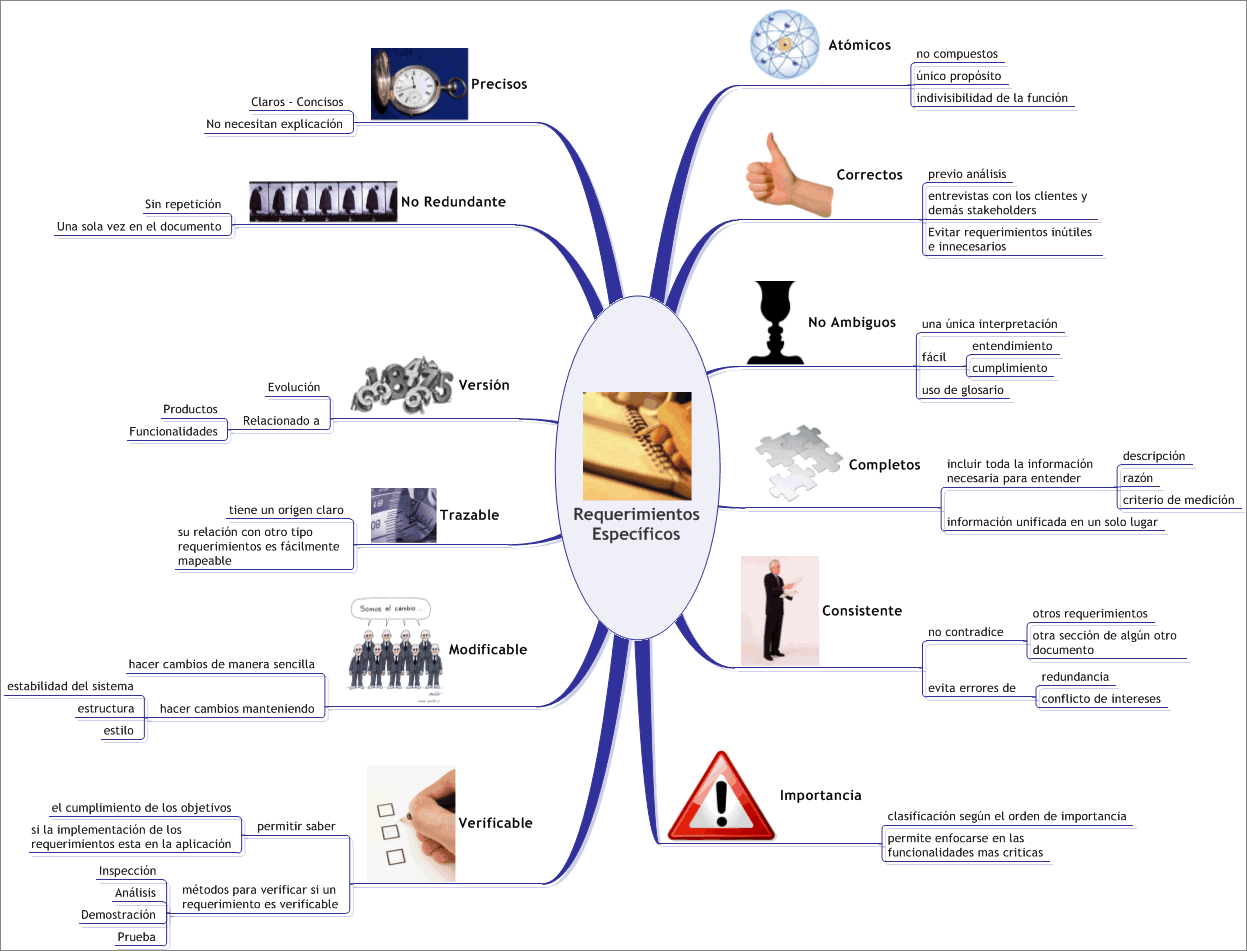 Requerimientos
Específicos
Atómicos
no compuestos
único propósito
indivisibilidad de la función
Correctos
previo análisis
entrevistas con los clientes y
demás stakeholders
Evitar requerimientos inútiles
e innecesarios
No Ambiguos
una única interpretación
fácil
entendimiento
cumplimiento
uso de glosario
Completos
incluir toda la información
necesaria para entender
descripción
razón
criterio de medición
información unificada en un solo lugar
Consistente
no contradice
otros requerimientos
otra sección de algún otro
documento
evita errores de
redundancia
conflicto de intereses
Importancia
clasificación según el orden de importancia
permite enfocarse en las
funcionalidades mas criticas
Precisos
Claros - Concisos
No necesitan explicación
No Redundante
Sin repetición
Una sola vez en el documento
Versión
Evolución
Relacionado a
Productos
Funcionalidades
Trazable
tiene un origen claro
su relación con otro tipo
requerimientos es fácilmente
mapeable
Somos el cambio...
Modificable
hacer cambios de manera sencilla
hacer cambios manteniendo
estabilidad del sistema
estructura
estilo
Verificable
permitir saber
el cumplimiento de los objetivos
si la implementación de los
requerimientos esta en la aplicación
métodos para verificar si un
requerimiento es verificable
Inspección
Análisis
Demostración
Prueba